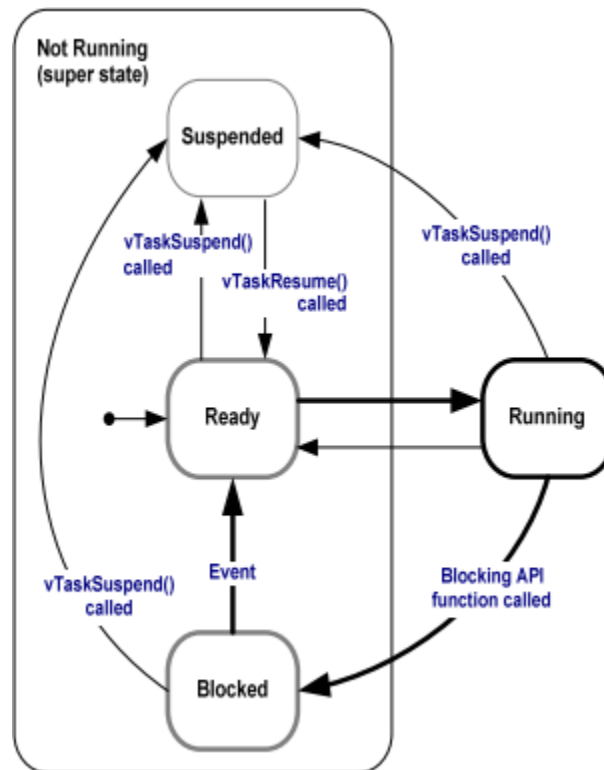 Not Running
(super state)
Suspended
vTaskSuspend()
called
vTaskSuspend()
called
vTaskResume()
called
Ready
Running
Event
vTaskSuspend()
called
Blocking API
function called
Blocked